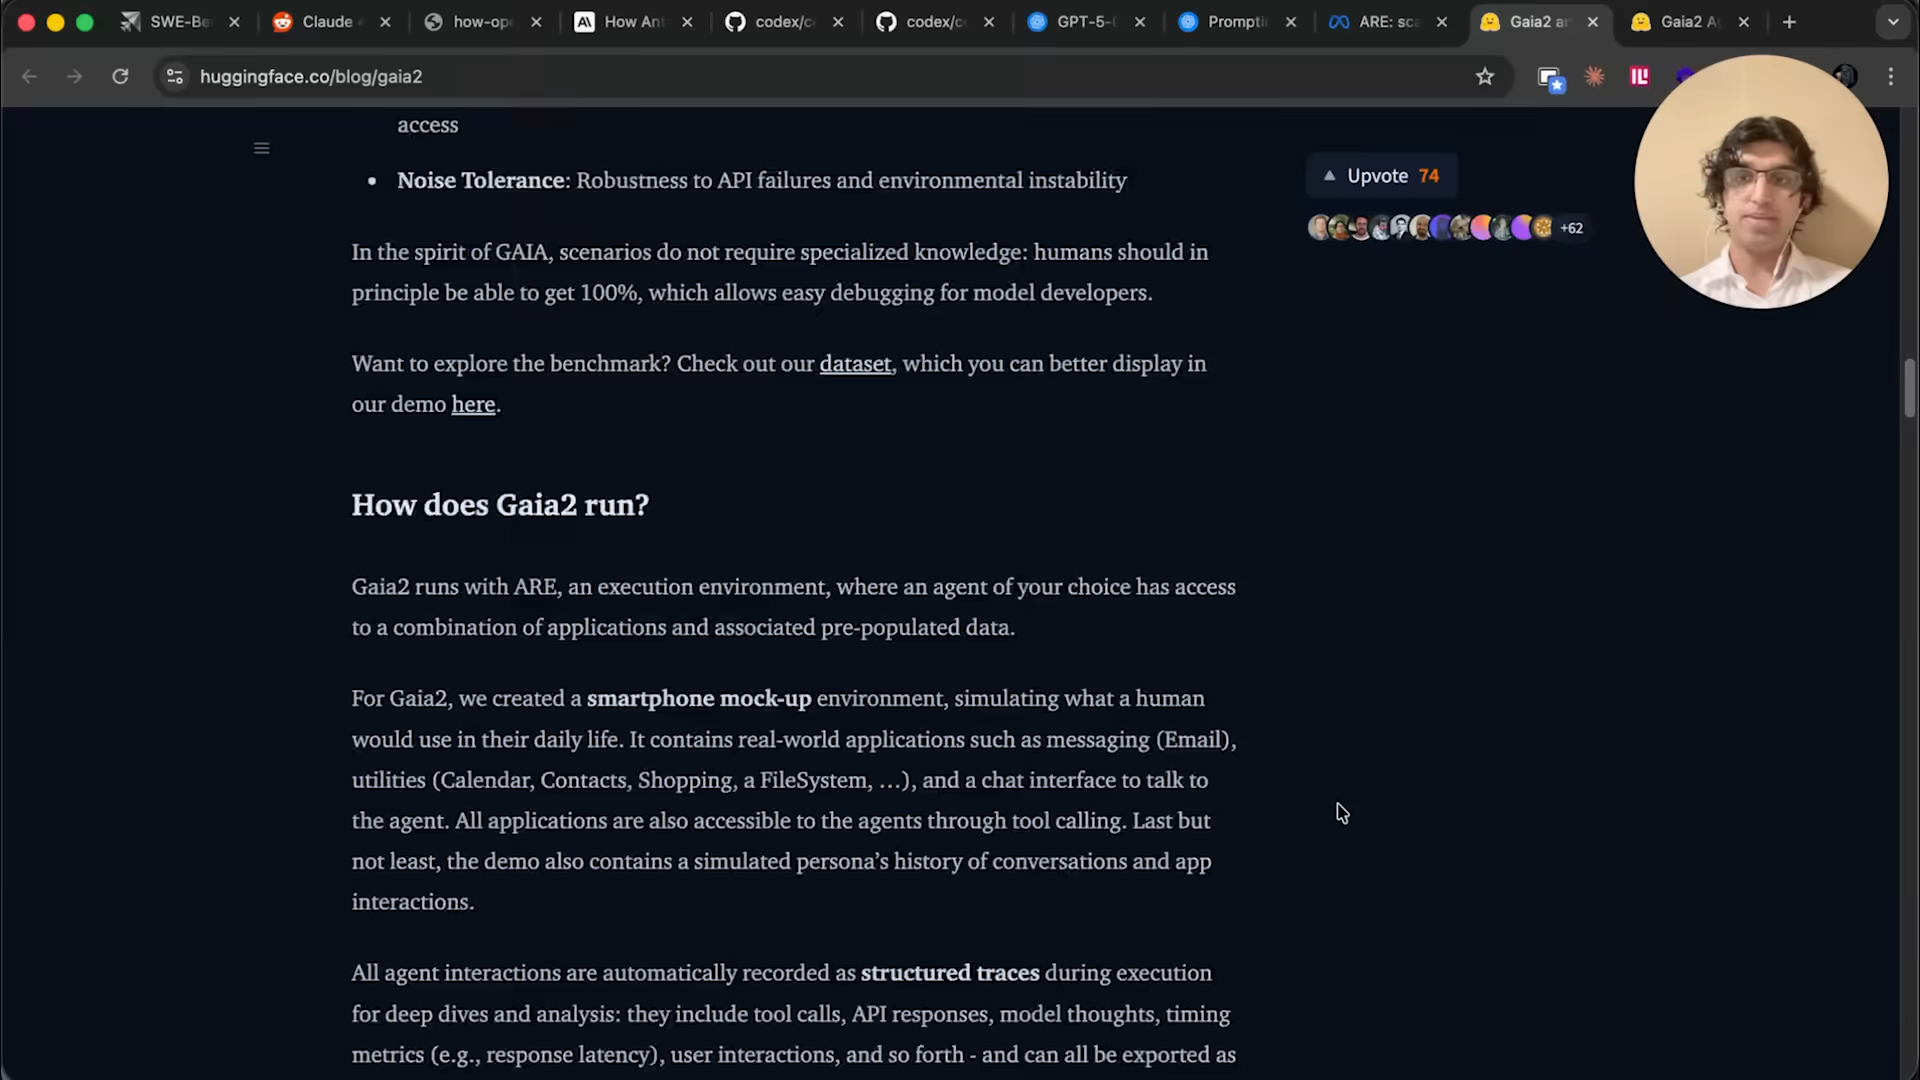 SWE-Be
Claude
how-op
How Ant
codex/c
codex/c
GPT-5-
Prompti
ARE: sca
Gaia2 an
Gaia2 A
huggingface.co/blog/gaia2
access
• Noise Tolerance: Robustness to API failures and environmental instability
Upvote 74
+62
In the spirit of GAIA, scenarios do not require specialized knowledge: humans should in
principle be able to get 100%, which allows easy debugging for model developers.
Want to explore the benchmark? Check out our dataset, which you can better display in
our demo here.
How does Gaia2 run?
Gaia2 runs with ARE, an execution environment, where an agent of your choice has access
to a combination of applications and associated pre-populated data.
For Gaia2, we created a smartphone mock-up environment, simulating what a human
would use in their daily life. It contains real-world applications such as messaging (Email),
utilities (Calendar, Contacts, Shopping, a FileSystem, …), and a chat interface to talk to
the agent. All applications are also accessible to the agents through tool calling. Last but
not least, the demo also contains a simulated persona’s history of conversations and app
interactions.
All agent interactions are automatically recorded as structured traces during execution
for deep dives and analysis: they include tool calls, API responses, model thoughts, timing
metrics (e.g., response latency), user interactions, and so forth - and can all be exported as